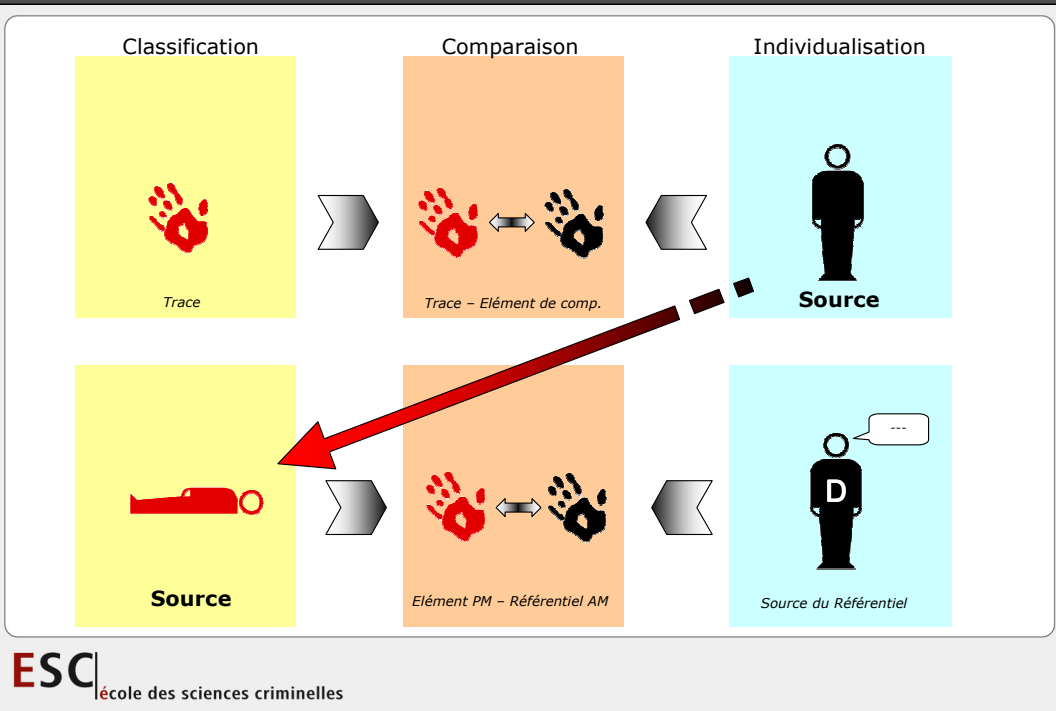 Classification
Comparaison
Individualisation
Trace
Trace – Elément de comp.
Source
---
D
Source
Elément PM – Référentiel AM
Source du Référentiel
ESC
école des sciences criminelles